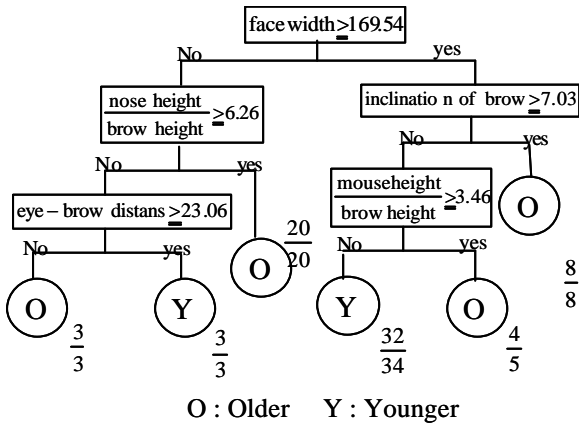 face width ≥169.54
No yes
nose height
brow height ≥6.26
inclinatio n of brow ≥7.03
No yes
No yes
eye – brow distans ≥23.06
mouseheight
brow height ≥3.46
O
No yes
O
20
20
No yes
O
Y
Y
O
8
8
3
3
3
3
32
34
4
5
O : Older Y : Younger